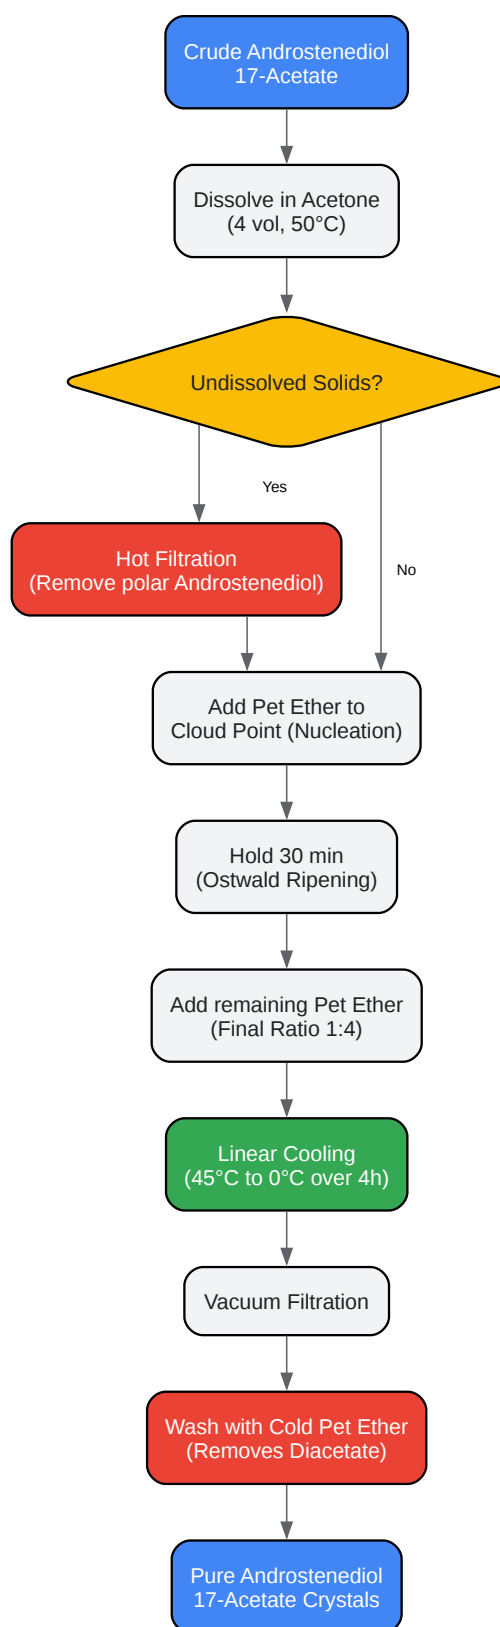 Crude Androstenediol
17-Acetate
Dissolve in Acetone
(4 vol, 50°C)
Undissolved Solids?
Yes
Hot Filtration
(Remove polar Androstenediol)
No
Add Pet Ether to
Cloud Point (Nucleation)
Hold 30 min
(Ostwald Ripening)
Add remaining Pet Ether
(Final Ratio 1:4)
Linear Cooling
(45°C to 0°C over 4h)
Vacuum Filtration
Wash with Cold Pet Ether
(Removes Diacetate)
Pure Androstenediol
17-Acetate Crystals